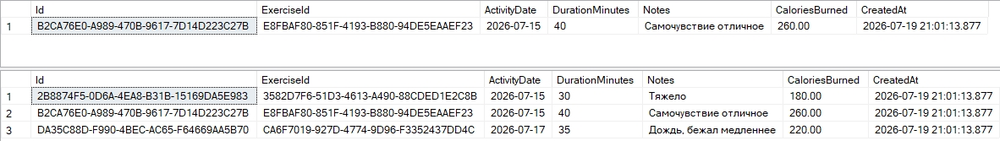 Id ExerciseId ActivityDate DurationMinutes Notes CaloriesBurned CreatedAt
1 B2CA76E0-A989-470B-9617-7D14D223C27B E8FBAF80-851F-4193-B880-94DE5EAAEF23 2026-07-15 40 Самочувствие отличное 260.00 2026-07-19 21:01:13.877
Id ExerciseId ActivityDate DurationMinutes Notes CaloriesBurned CreatedAt
1 2B8874F5-0D6A-4EA8-B31B-15169DA5E983 3582D7F6-51D3-4613-A490-88CDED1E2C8B 2026-07-15 30 Тяжело 180.00 2026-07-19 21:01:13.877
2 B2CA76E0-A989-470B-9617-7D14D223C27B E8FBAF80-851F-4193-B880-94DE5EAAEF23 2026-07-15 40 Самочувствие отличное 260.00 2026-07-19 21:01:13.877
3 DA35C88D-F990-4BEC-AC65-F64669AA5B70 CA6F7019-927D-4774-9D96-F3352437DD4C 2026-07-17 35 Дождь, бежал медленнее 220.00 2026-07-19 21:01:13.877